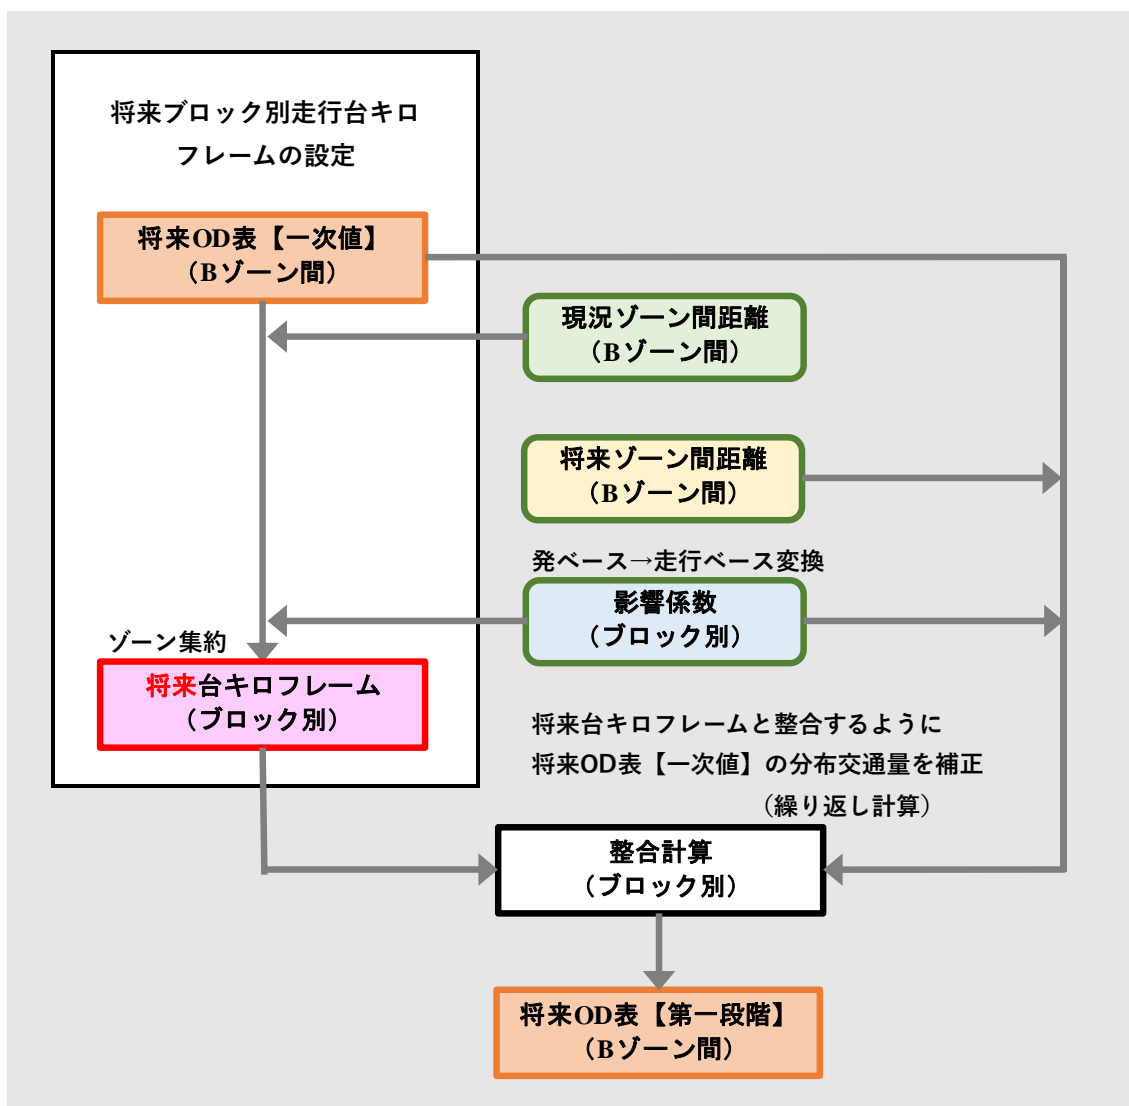 将来ブロック別走行台キロ
フレームの設定
将来OD表【一次値】
（Bゾーン間）
現況ゾーン間距離
（Bゾーン間）
将来ゾーン間距離
（Bゾーン間）
発ベース→走行ベース変換
影響係数
（ブロック別）
ゾーン集約
将来台キロフレーム
（ブロック別）
将来台キロフレームと整合するように
将来OD表【一次値】の分布交通量を補正
（繰り返し計算）
整合計算
（ブロック別）
将来OD表【第一段階】
（Bゾーン間）